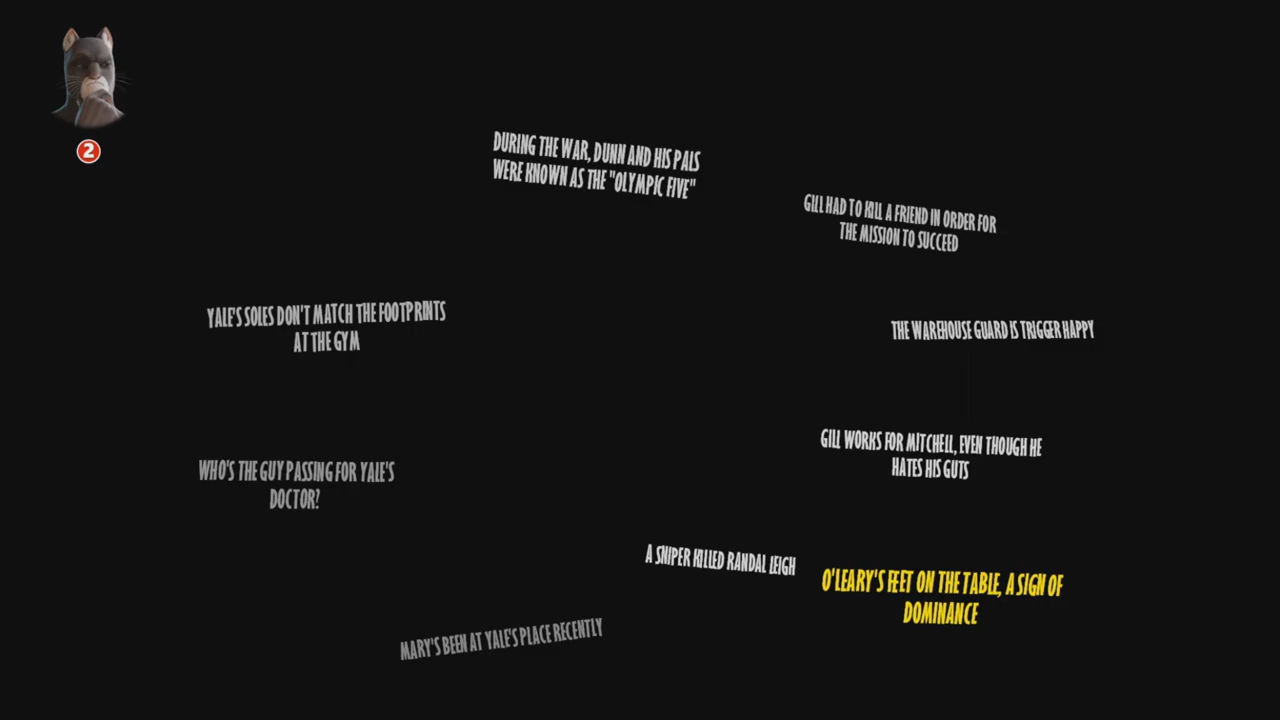 2
DURING THE WAR, DUNN AND HIS PALS
WERE KNOWN AS THE "OLYMPIC FIVE"
GILL HAD TO KILL A FRIEND IN ORDER FOR
THE MISSION TO SUCCEED
YALE'S SOLES DON'T MATCH THE FOOTPRINTS
AT THE GYM
THE WAREHOUSE GUARD IS TRIGGER HAPPY
GILL WORKS FOR MITCHELL, EVEN THOUGH HE
HATES HIS GUTS
WHO'S THE GUY PASSING FOR YALE'S
DOCTOR?
A SNIPER KILLED RANDAL LEIGH
O'LEARY'S FEET ON THE TABLE, A SIGN OF
DOMINANCE
MARY'S BEEN AT YALE'S PLACE RECENTLY